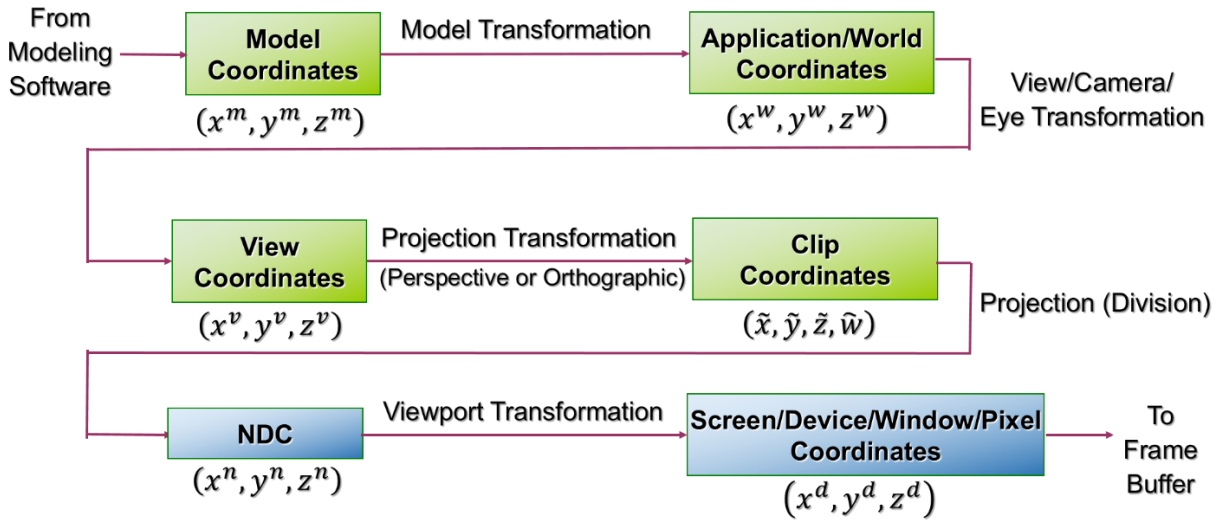 From
Modeling
Software
Model
Coordinates
(x^m, y^m, z^m)
Model Transformation
Application/World
Coordinates
(x^w, y^w, z^w)
View/Camera/
Eye Transformation
View
Coordinates
(x^v, y^v, z^v)
Projection Transformation
(Perspective or Orthographic)
Clip
Coordinates
(x̃, ỹ, z̃, w̃)
Projection (Division)
NDC
(x^n, y^n, z^n)
Viewport Transformation
Screen/Device/Window/Pixel
Coordinates
(x^d, y^d, z^d)
To
Frame
Buffer